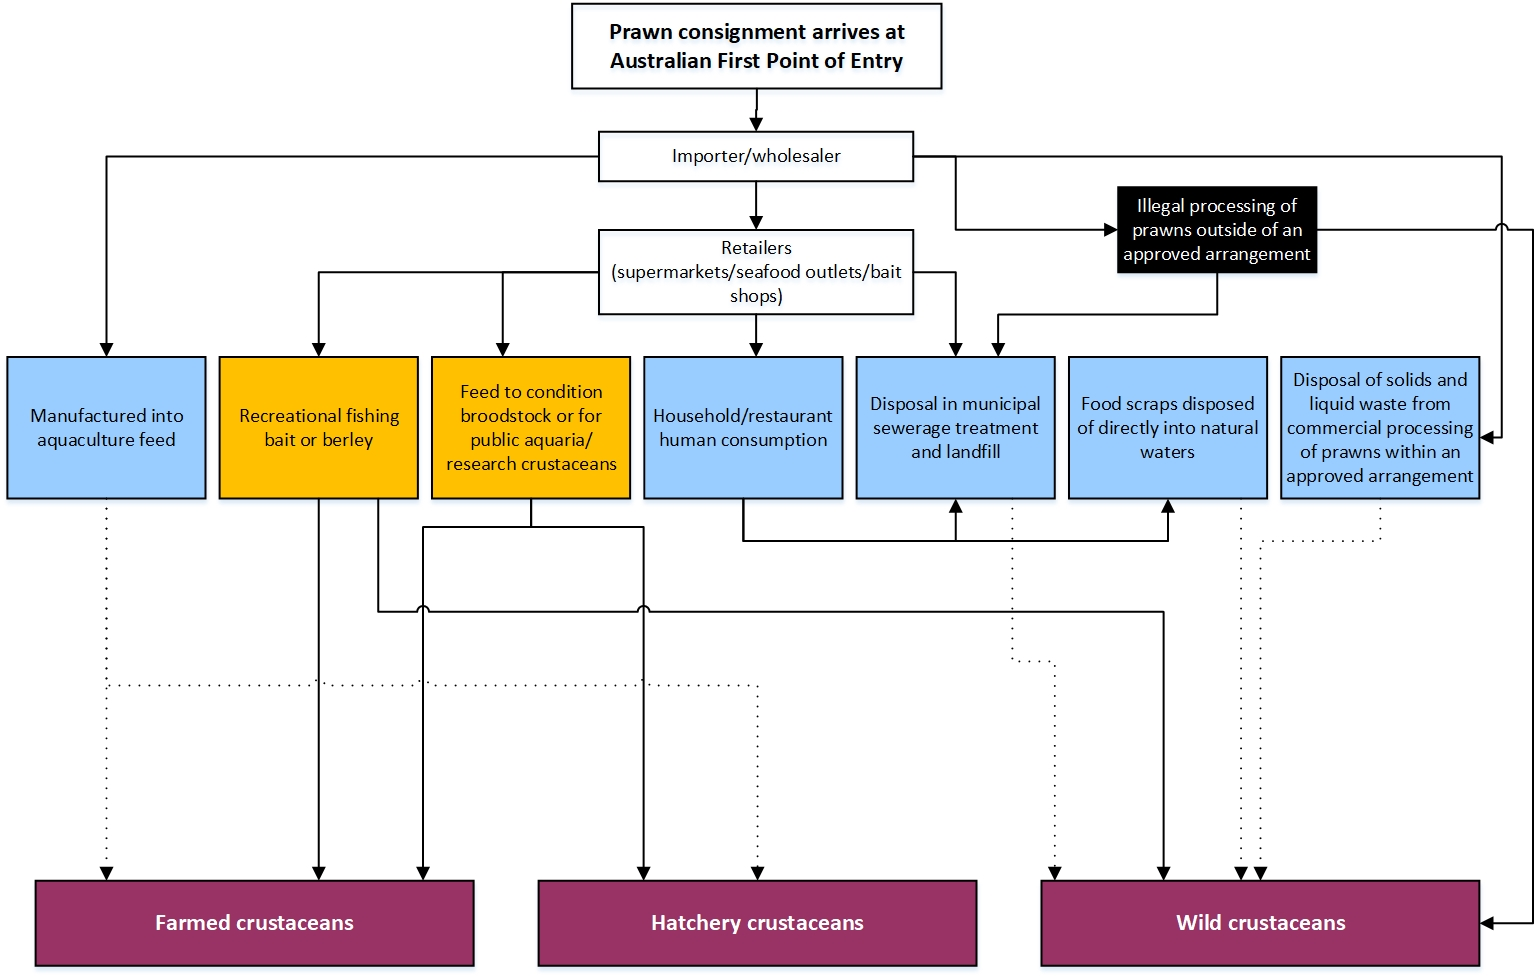 Prawn consignment arrives at
Australian First Point of Entry
Importer/wholesaler
Illegal processing of
prawns outside of an
approved arrangement
Retailers
(supermarkets/seafood outlets/bait
shops)
Manufactured into
aquaculture feed
Recreational fishing
bait or berley
Feed to condition
broodstock or for
public aquaria/
research crustaceans
Household/restaurant
human consumption
Disposal in municipal
sewerage treatment
and landfill
Food scraps disposed
of directly into natural
waters
Disposal of solids and
liquid waste from
commercial processing
of prawns within an
approved arrangement
Farmed crustaceans
Hatchery crustaceans
Wild crustaceans